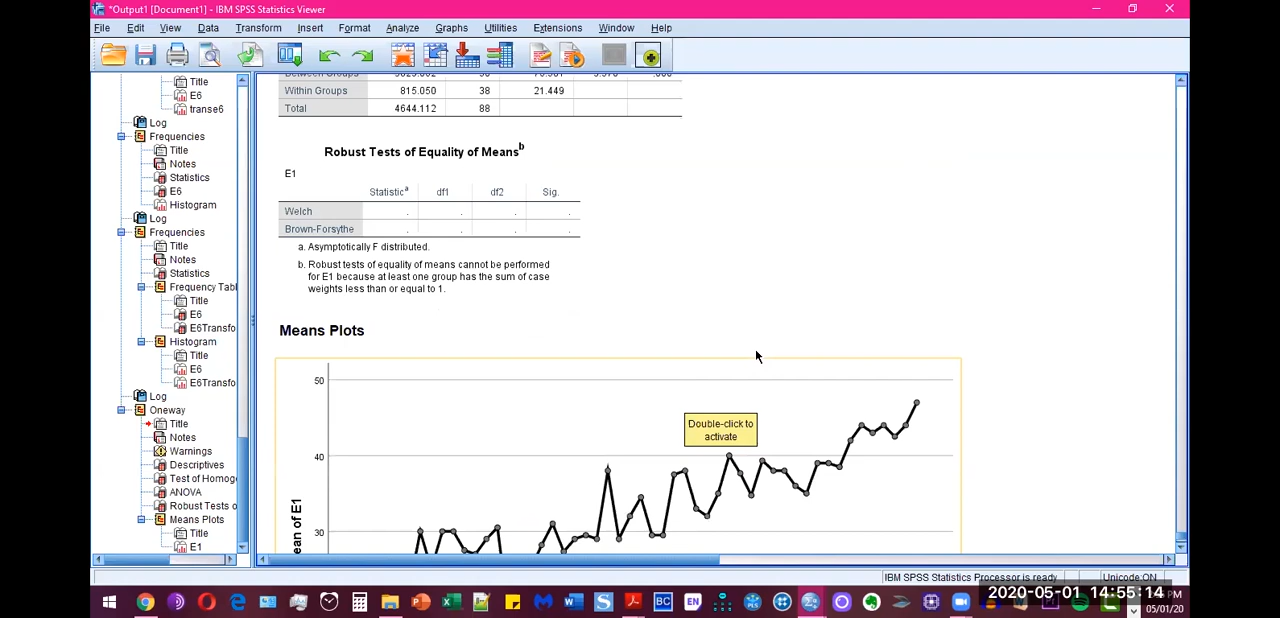 *Output1 [Document1] - IBM SPSS Statistics Viewer
File Edit View Data Transform Insert Format Analyze Graphs Utilities Extensions Window Help
Title
E6
transe6
Log
Frequencies
Title
Notes
Statistics
E6
Histogram
Log
Frequencies
Title
Notes
Statistics
Frequency Tabl
Title
E6
E6Transfo
Histogram
Title
E6
E6Transfo
Log
Oneway
Title
Notes
Warnings
Descriptives
Test of Homoge
ANOVA
Robust Tests o
Means Plots
Title
E1
Between Groups
Within Groups 815.050 38 21.449
Total 4644.112 88
Robust Tests of Equality of Means b
E1
Statistic a df1 df2 Sig.
Welch . . . .
Brown-Forsythe . . . .
a. Asymptotically F distributed.
b. Robust tests of equality of means cannot be performed
for E1 because at least one group has the sum of case
weights less than or equal to 1.
Means Plots
50
40
30
ean of E1
Double-click to
activate
IBM SPSS Statistics Processor is ready Unicode:ON
2020-05-01 14:55:14
05/01/20